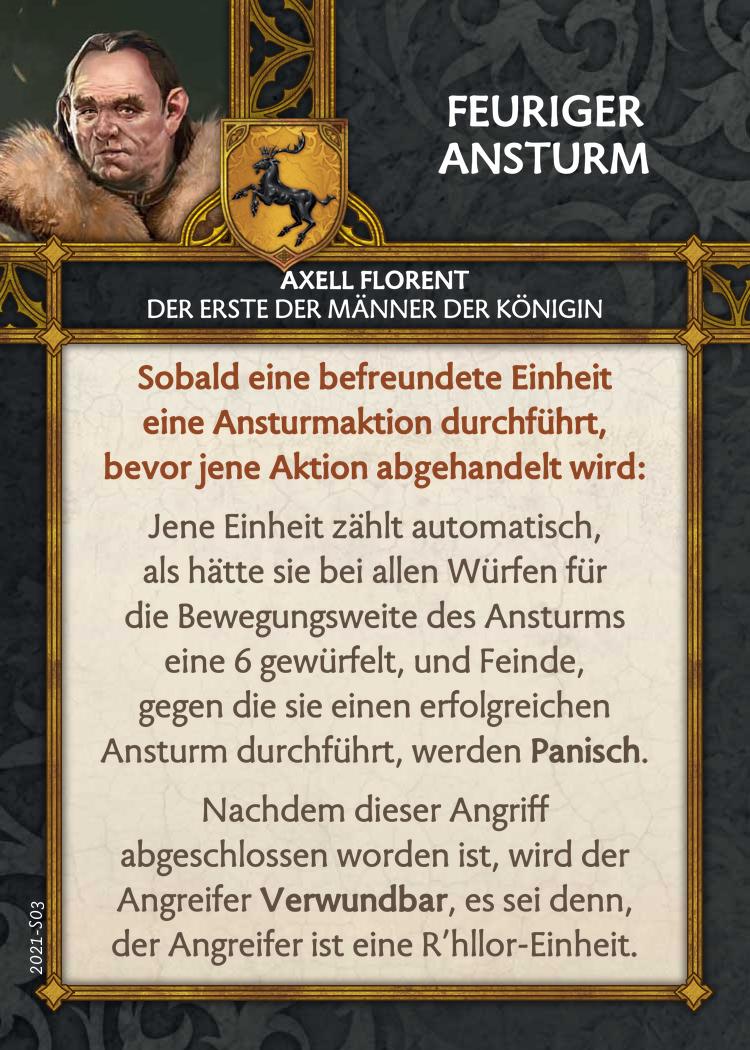 FEURIGER
ANSTURM
AXELL FLORENT
DER ERSTE DER MÄNNER DER KÖNIGIN
Sobald eine befreundete Einheit
eine Ansturmaktion durchführt,
bevor jene Aktion abgehandelt wird:
Jene Einheit zählt automatisch,
als hätte sie bei allen Würfen für
die Bewegungsweite des Ansturms
eine 6 gewürfelt, und Feinde,
gegen die sie einen erfolgreichen
Ansturm durchführt, werden Panisch.
Nachdem dieser Angriff
abgeschlossen worden ist, wird der
Angreifer Verwundbar, es sei denn,
der Angreifer ist eine R’hllor-Einheit.
2021-S03